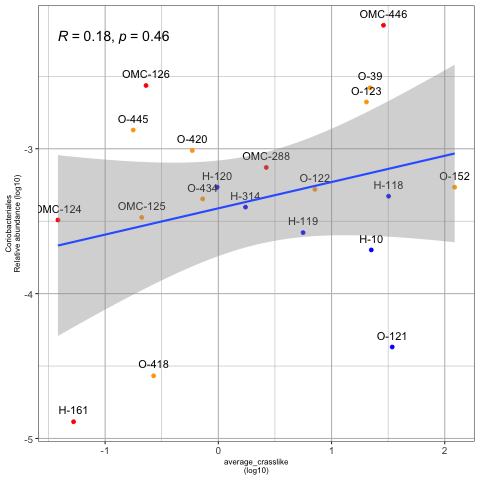 R = 0.18, p = 0.46
OMC-446
OMC-126
O-39
O-123
O-445
O-420
OMC-288
H-120
O-434
O-122
O-152
H-118
H-314
OMC-124
OMC-125
H-119
H-10
O-121
O-418
H-161
-3
-4
-5
-1
0
1
2
Coriobacteriales
Relative abundance (log10)
average_crasslike
(log10)